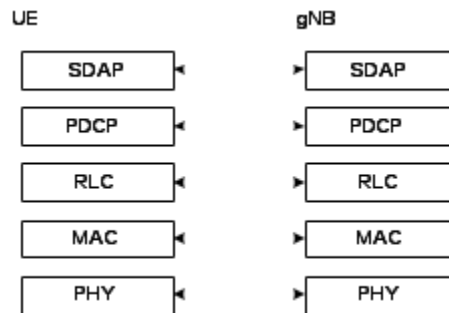 UE gNB
SDAP SDAP
PDCP PDCP
RLC RLC
MAC MAC
PHY PHY